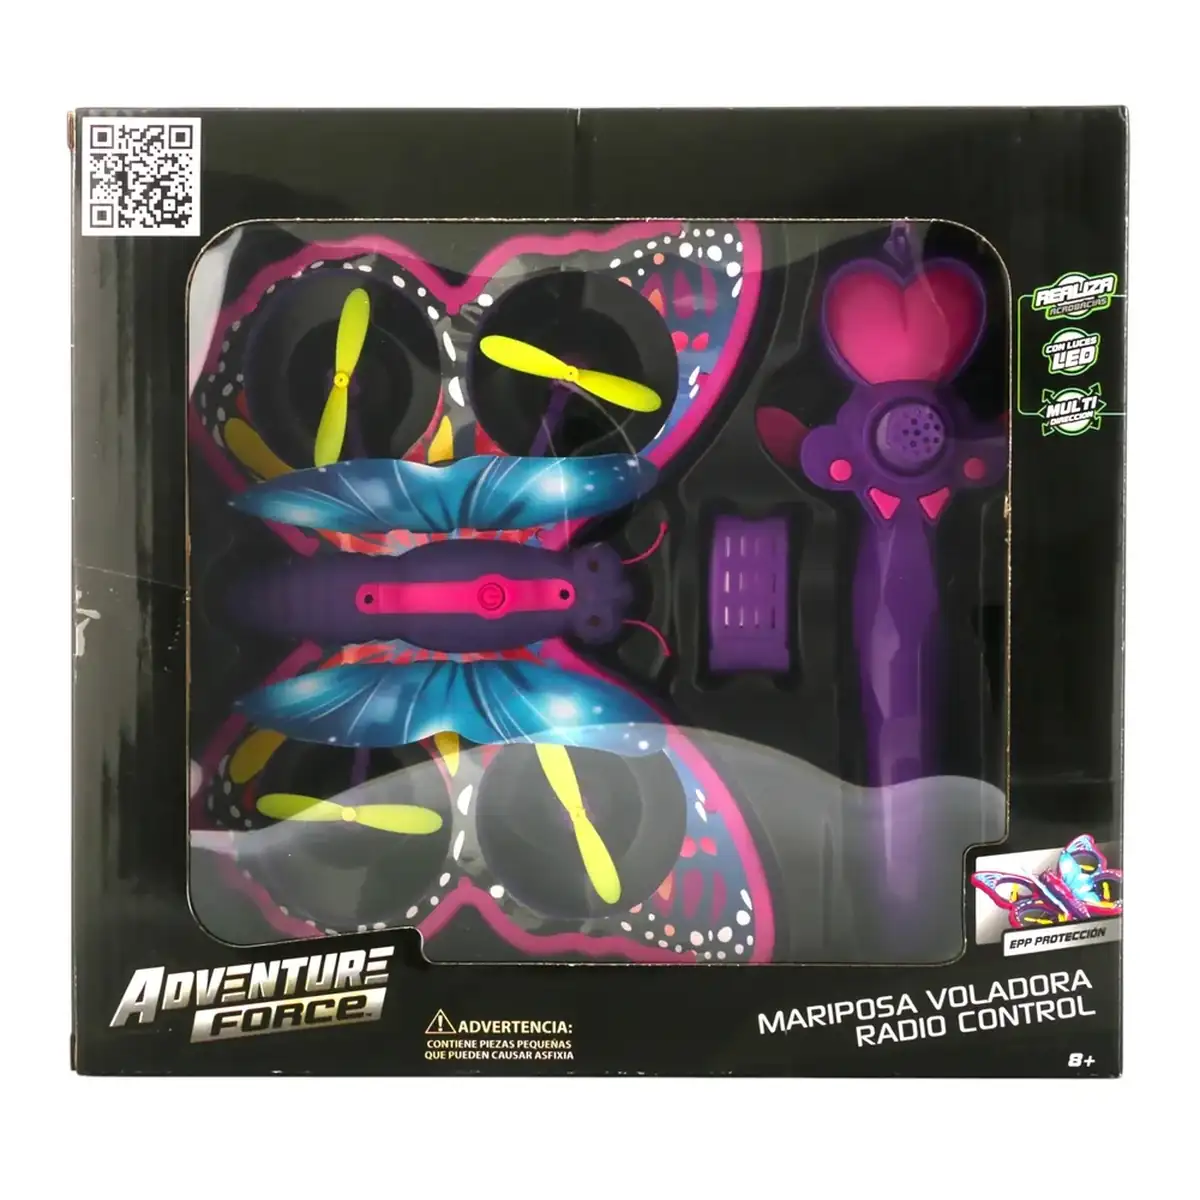 REALIZA
ACROBACIAS
CON LUCES
LED
MULTI
DIRECCIÓN
EPP PROTECCIÓN
ADVENTURE
FORCE™
ADVERTENCIA:
CONTIENE PIEZAS PEQUEÑAS
QUE PUEDEN CAUSAR ASFIXIA
MARIPOSA VOLADORA
RADIO CONTROL
8+